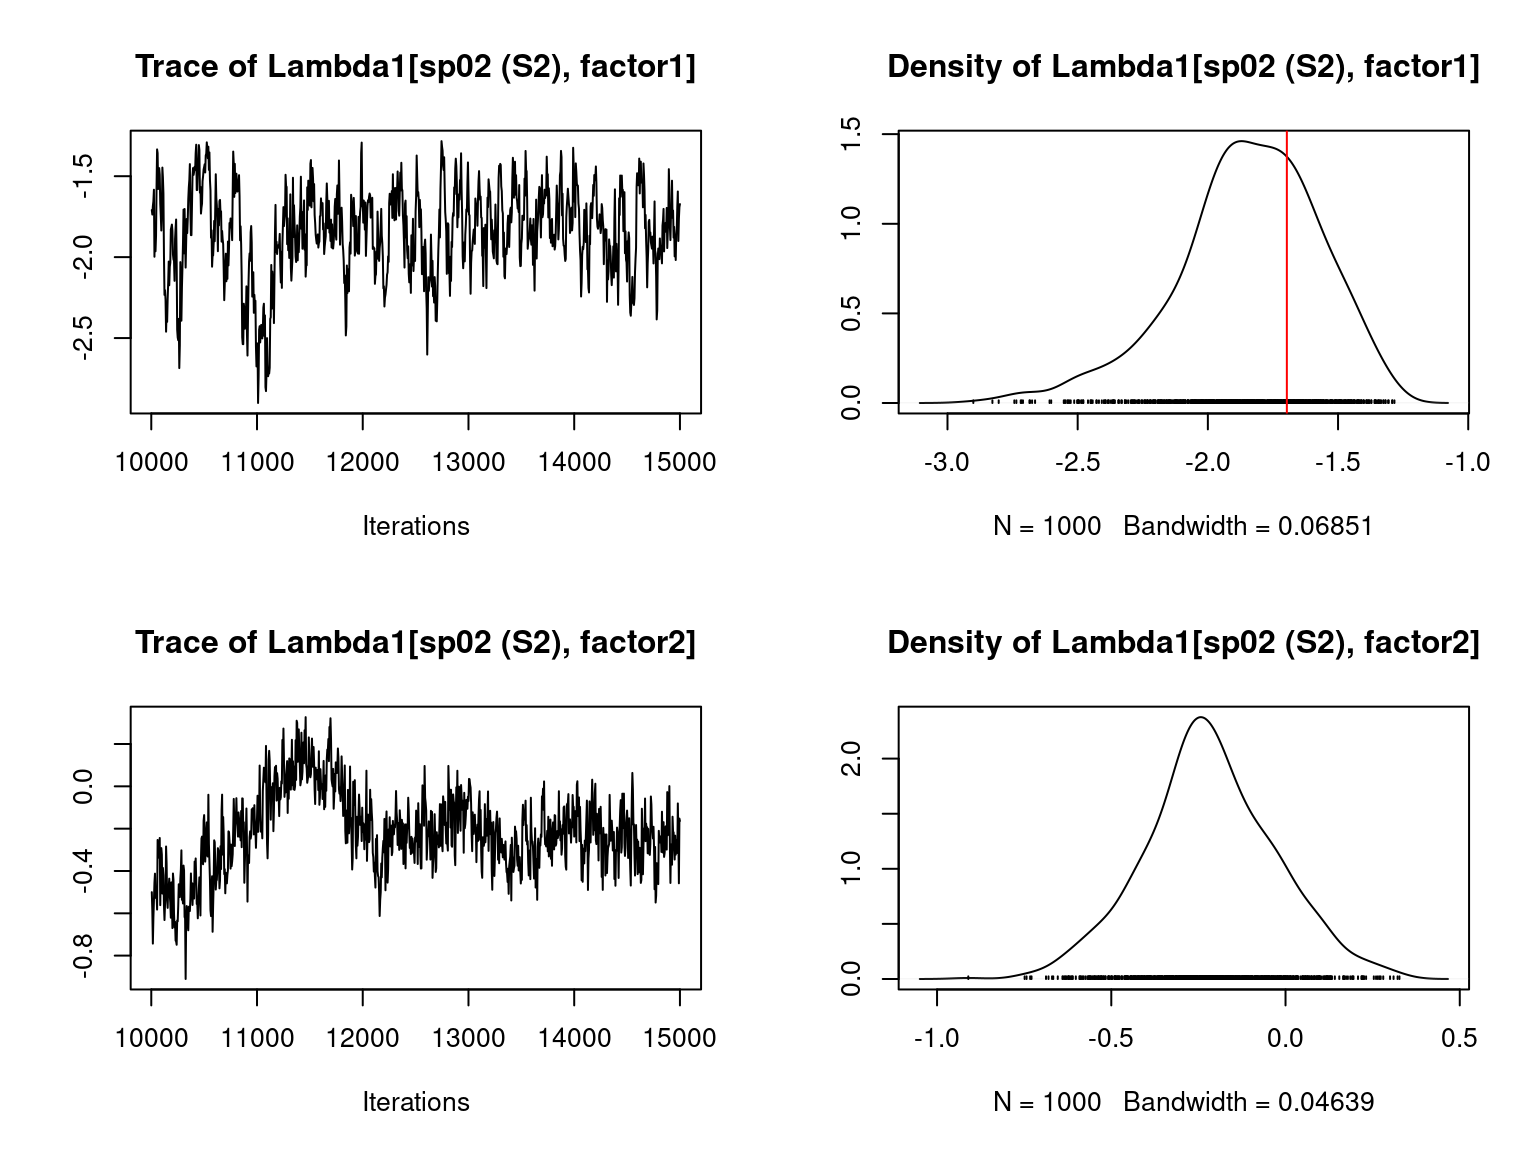 Trace of Lambda1[sp02 (S2), factor1]
-1.5
-2.0
-2.5
10000 11000 12000 13000 14000 15000
Iterations
Density of Lambda1[sp02 (S2), factor1]
1.5
1.0
0.5
0.0
-3.0 -2.5 -2.0 -1.5 -1.0
N = 1000 Bandwidth = 0.06851
Trace of Lambda1[sp02 (S2), factor2]
0.0
-0.4
-0.8
10000 11000 12000 13000 14000 15000
Iterations
Density of Lambda1[sp02 (S2), factor2]
2.0
1.0
0.0
-1.0 -0.5 0.0 0.5
N = 1000 Bandwidth = 0.04639